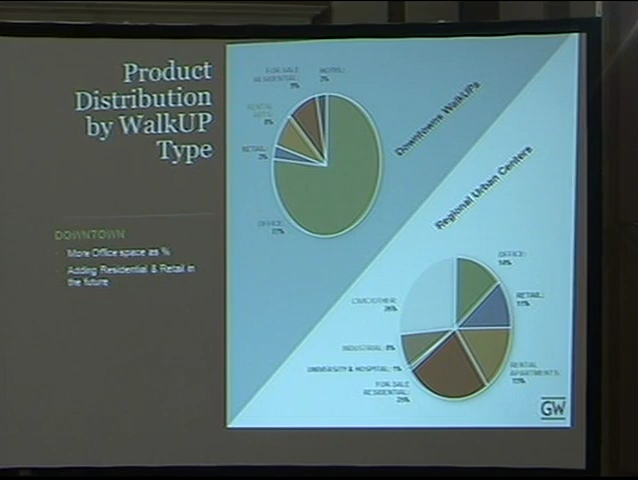 Product
Distribution
by WalkUP
Type
DOWNTOWN
More Office space as %
Adding Residential & Retail in
the future
FOR SALE
RESIDENTIAL:
HOTEL:
RENTAL
RETAIL:
OFFICE:
Downtowns WalkUPs
Regional Urban Centers
OFFICE:
RETAIL:
RENTAL
APARTMENTS:
FOR SALE
RESIDENTIAL:
UNIVERSITY & HOSPITAL:
INDUSTRIAL:
CIVIC/OTHER:
GW